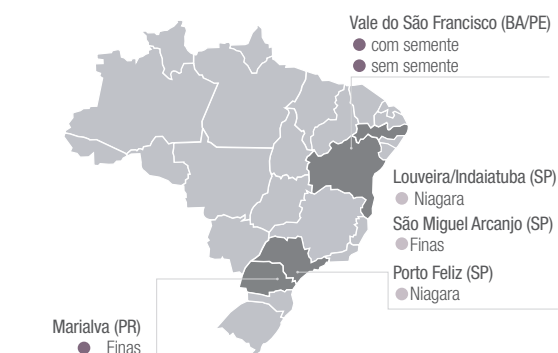 Vale do São Francisco (BA/PE)
com semente
sem semente
Louveira/Indaiatuba (SP)
Niagara
São Miguel Arcanjo (SP)
Finas
Porto Feliz (SP)
Niagara
Marialva (PR)
Finas